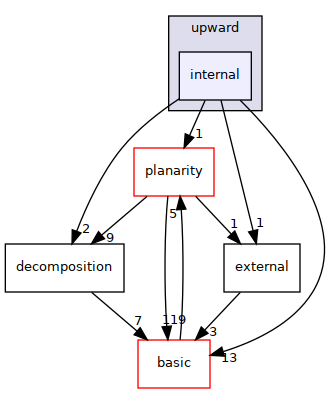 upward
internal
1
planarity
2
9
5
1
1
decomposition
external
7
119
3
13
basic